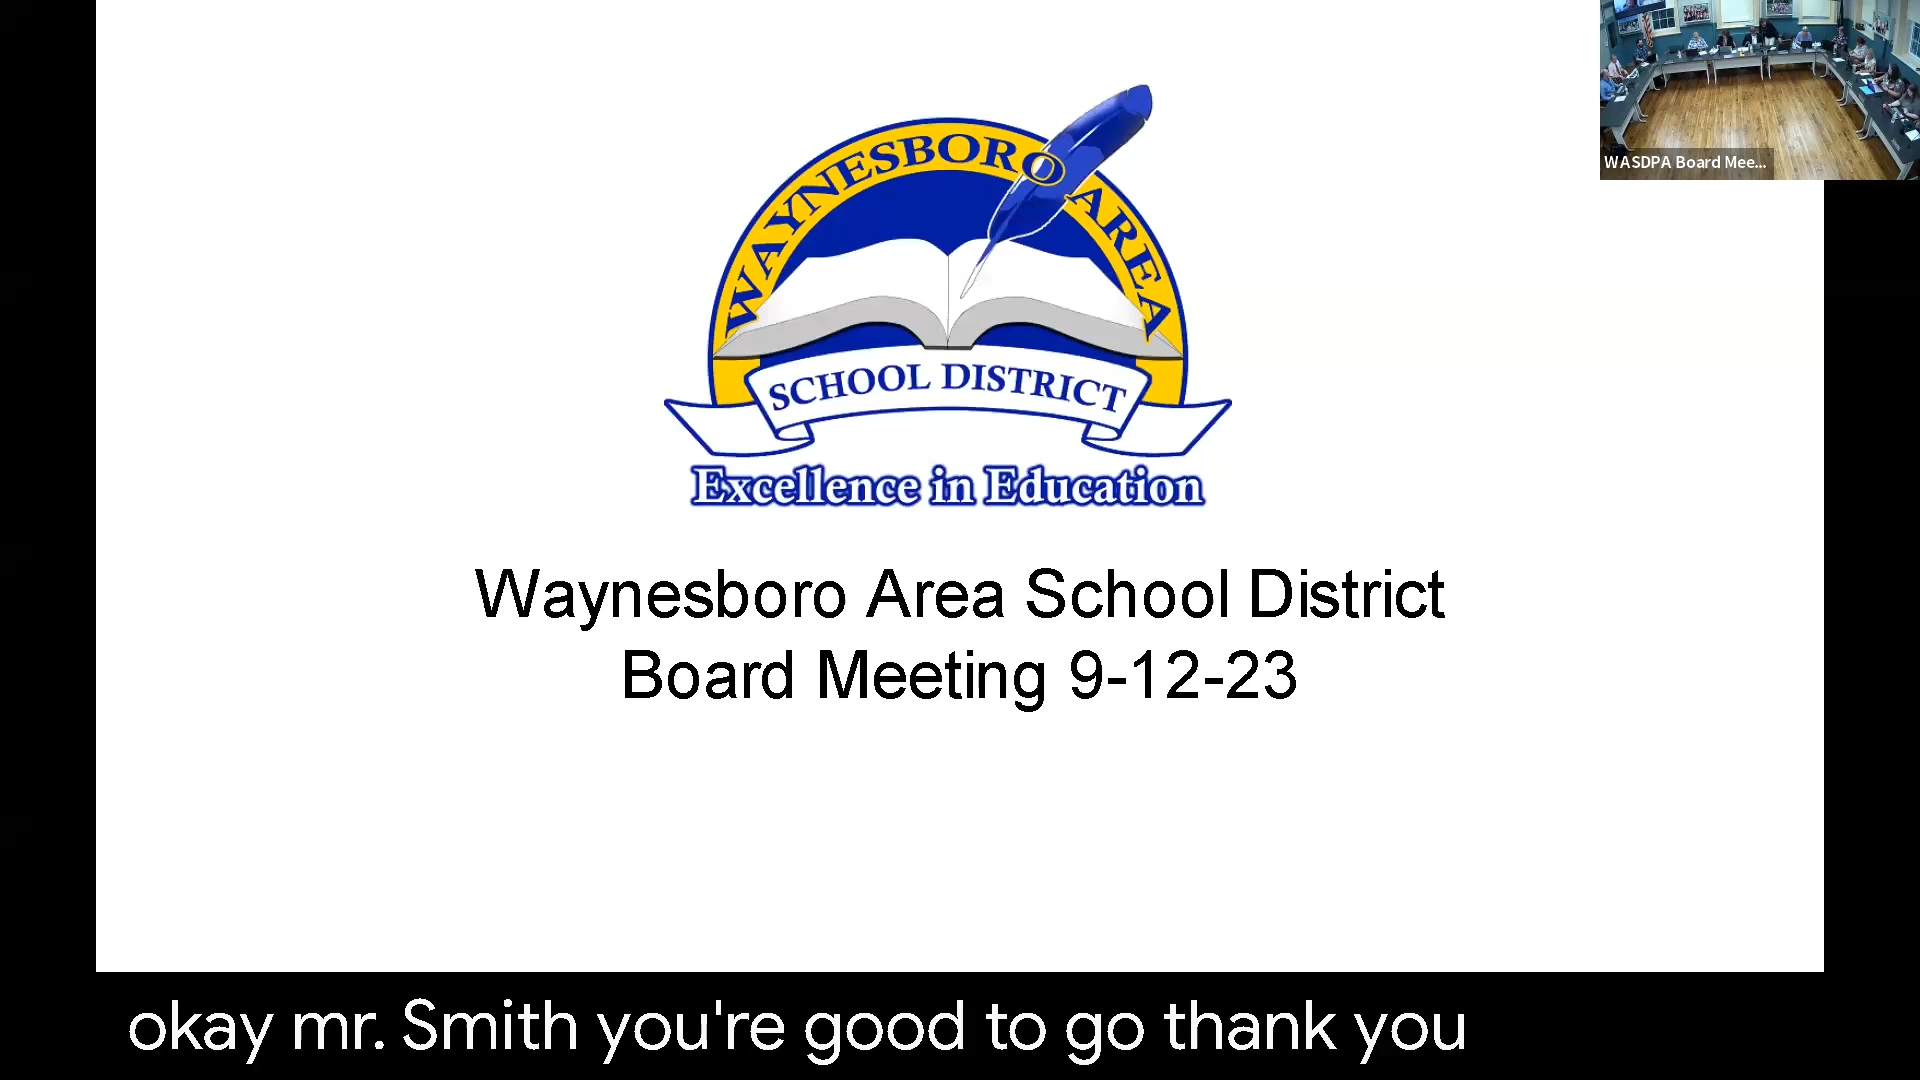 WAYNESBORO AREA
SCHOOL DISTRICT
Excellence in Education
Waynesboro Area School District
Board Meeting 9-12-23
WASDPA Board Mee...
okay mr. Smith you're good to go thank you